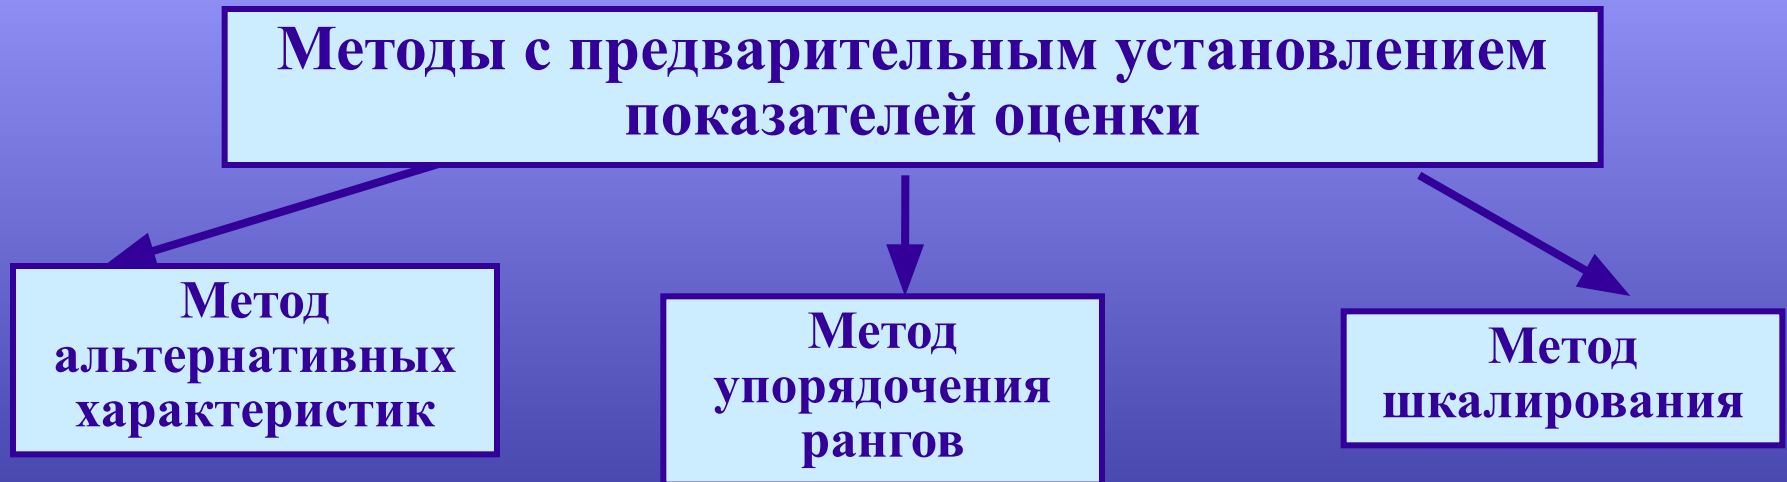 Методы с предварительным установлением
показателей оценки
Метод
альтернативных
характеристик
Метод
упорядочения
рангов
Метод
шкалирования